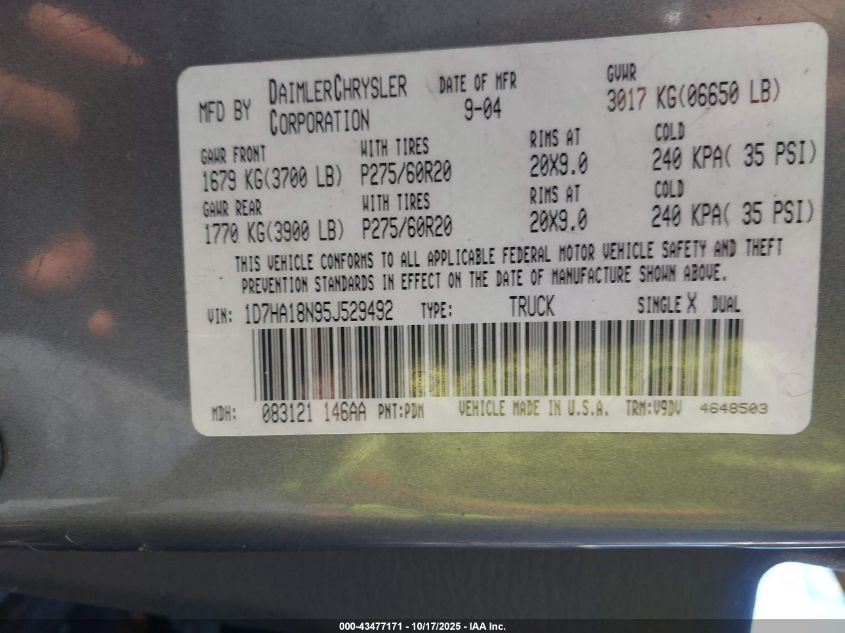 MFD BY DAIMLERCHRYSLER CORPORATION DATE OF MFR 9-04 GVWR 3017 KG(06650 LB)
GAWR FRONT WITH TIRES RIMS AT COLD
1679 KG(3700 LB) P275/60R20 20X9.0 240 KPA( 35 PSI)
GAWR REAR WITH TIRES RIMS AT COLD
1770 KG(3900 LB) P275/60R20 20X9.0 240 KPA( 35 PSI)
THIS VEHICLE CONFORMS TO ALL APPLICABLE FEDERAL MOTOR VEHICLE SAFETY AND THEFT
PREVENTION STANDARDS IN EFFECT ON THE DATE OF MANUFACTURE SHOWN ABOVE.
VIN: 1D7HA18N95J529492 TYPE: TRUCK SINGLE X DUAL
MDH: 083121 146AA PNT:PDM VEHICLE MADE IN U.S.A. TRM:V9DV 4648503
000-43477171 - 10/17/2025 - IAA Inc.